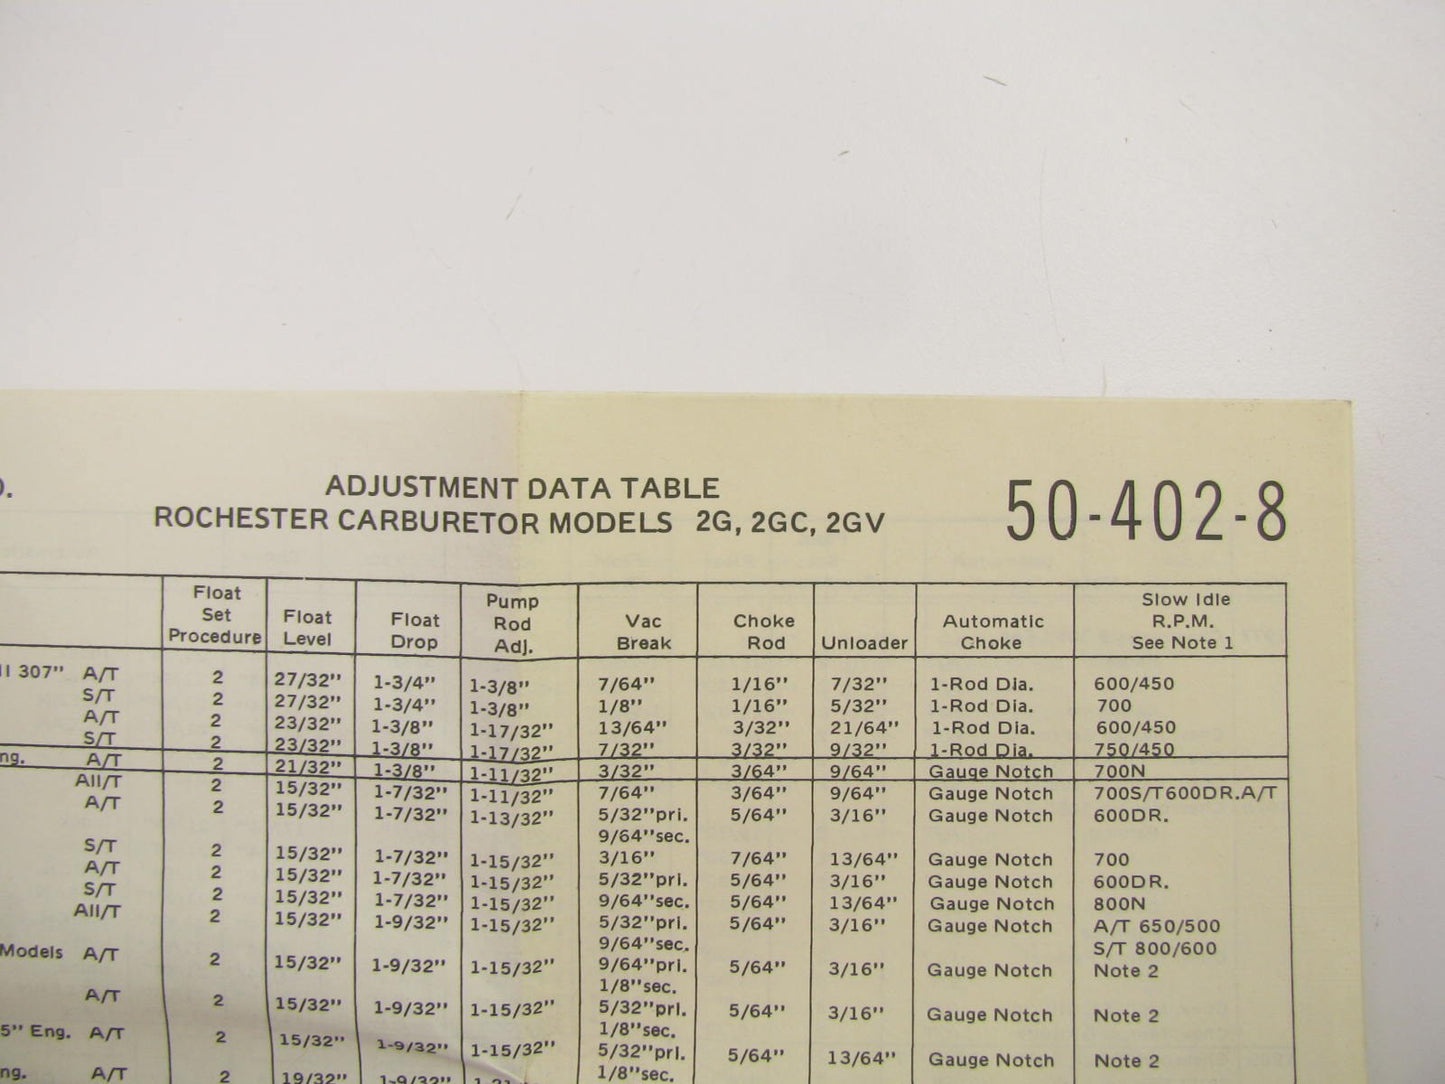 ADJUSTMENT DATA TABLE
ROCHESTER CARBURETOR MODELS 2G, 2GC, 2GV
50-402-8
Float Set Procedure | Float Level | Float Drop | Pump Rod Adj. | Vac Break | Choke Rod | Unloader | Automatic Choke | Slow Idle R.P.M. See Note 1
307" A/T 2 27/32" 1-3/4" 1-3/8" 7/64" 1/16" 7/32" 1-Rod Dia. 600/450
S/T 2 27/32" 1-3/4" 1-3/8" 1/8" 1/16" 5/32" 1-Rod Dia. 700
A/T 2 23/32" 1-3/8" 1-17/32" 13/64" 3/32" 21/64" 1-Rod Dia. 600/450
S/T 2 23/32" 1-3/8" 1-17/32" 7/32" 3/32" 9/32" 1-Rod Dia. 750/450
ng. A/T 2 21/32" 1-3/8" 1-11/32" 3/32" 3/64" 9/64" Gauge Notch 700N
All/T 2 15/32" 1-7/32" 1-11/32" 7/64" 3/64" 9/64" Gauge Notch 700S/T600DR.A/T
A/T 2 15/32" 1-7/32" 1-13/32" 5/32"pri. 5/64" 3/16" Gauge Notch 600DR.
9/64"sec.
S/T 2 15/32" 1-7/32" 1-15/32" 3/16" 7/64" 13/64" Gauge Notch 700
A/T 2 15/32" 1-7/32" 1-15/32" 5/32"pri. 5/64" 3/16" Gauge Notch 600DR.
S/T 2 15/32" 1-7/32" 1-15/32" 9/64"sec. 5/64" 13/64" Gauge Notch 800N
All/T 2 15/32" 1-9/32" 1-15/32" 5/32"pri. 5/64" 3/16" Gauge Notch A/T 650/500
9/64"sec. S/T 800/600
Models A/T 2 15/32" 1-9/32" 1-15/32" 9/64"pri. 5/64" 3/16" Gauge Notch Note 2
1/8"sec.
A/T 2 15/32" 1-9/32" 1-15/32" 5/32"pri. 5/64" 3/16" Gauge Notch Note 2
1/8"sec.
5" Eng. A/T 2 15/32" 1-9/32" 1-15/32" 5/32"pri. 5/64" 13/64" Gauge Notch Note 2
1/8"sec.
ng. A/T 2 19/32" 1-9/32"